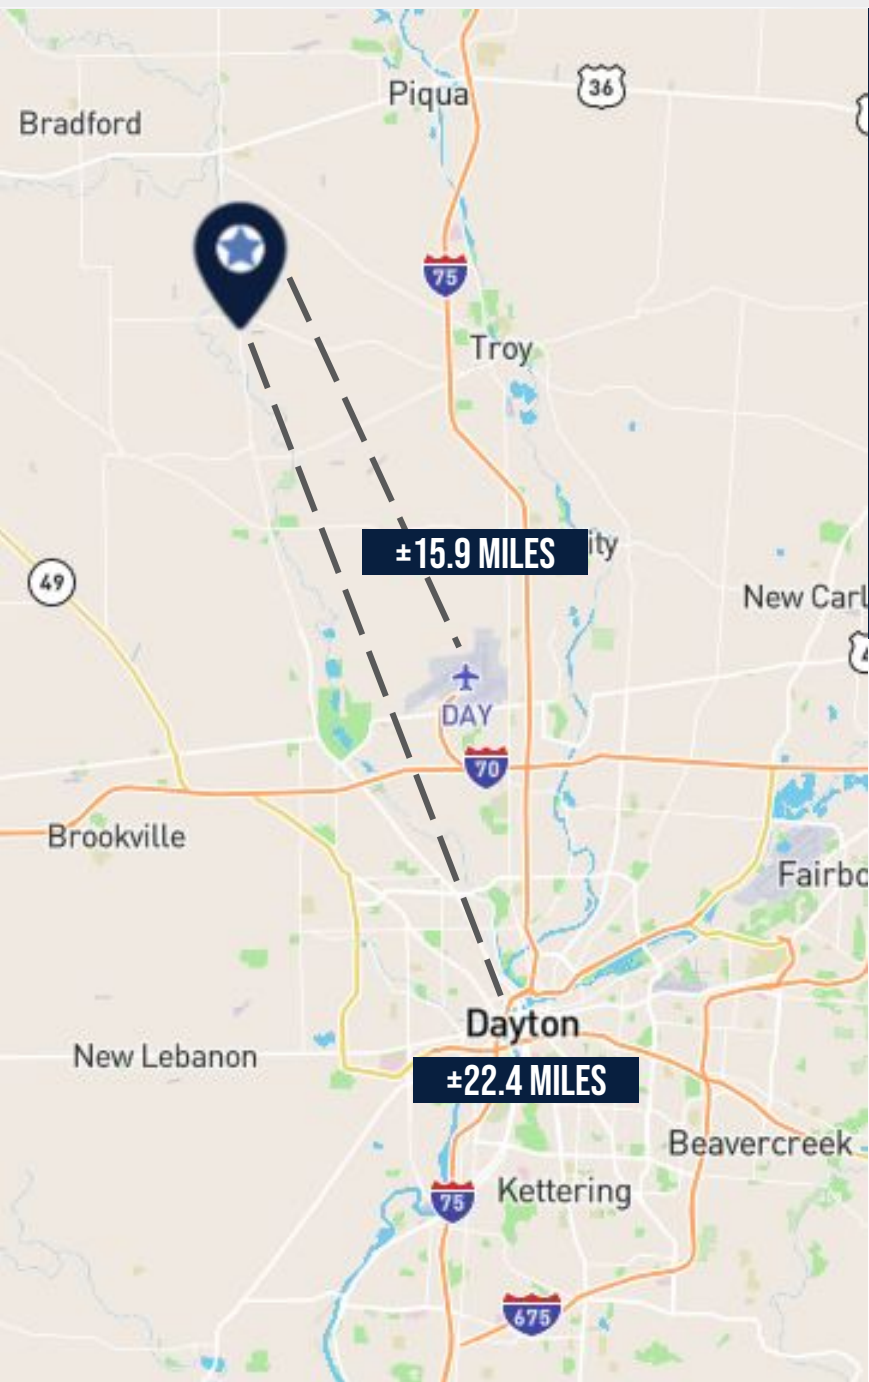 Piqua
36
Bradford
75
Troy
±15.9 MILES
ity
49
New Carl
DAY
70
Brookville
Fairbo
Dayton
New Lebanon
±22.4 MILES
Beavercreek
75
Kettering
675